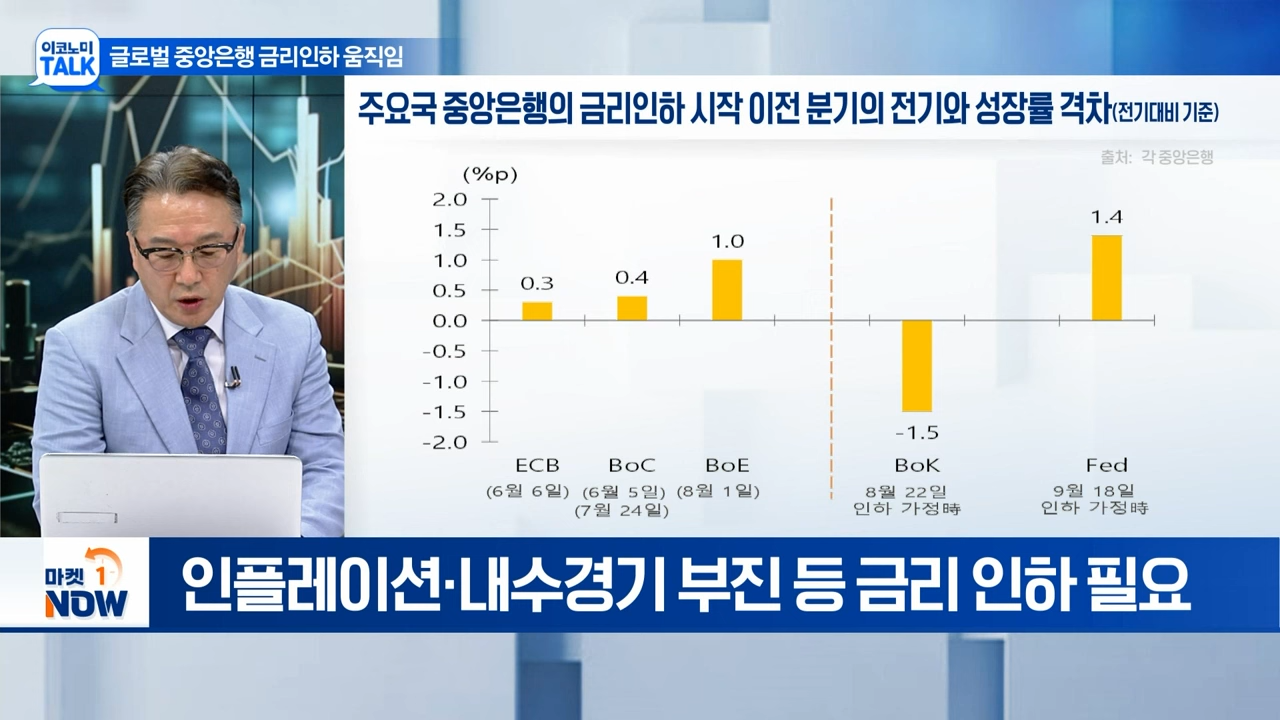 이코노미
TALK
글로벌 중앙은행 금리인하 움직임
주요국 중앙은행의 금리인하 시작 이전 분기의 전기와 성장률 격차(전기대비 기준)
출처: 각 중앙은행
(%p)
2.0
1.5
1.0
0.5
0.0
-0.5
-1.0
-1.5
-2.0
0.3
0.4
1.0
-1.5
1.4
ECB
(6월 6일)
BoC
(6월 5일)
(7월 24일)
BoE
(8월 1일)
BoK
8월 22일
인하 가정時
Fed
9월 18일
인하 가정時
마켓 1
NOW
인플레이션·내수경기 부진 등 금리 인하 필요